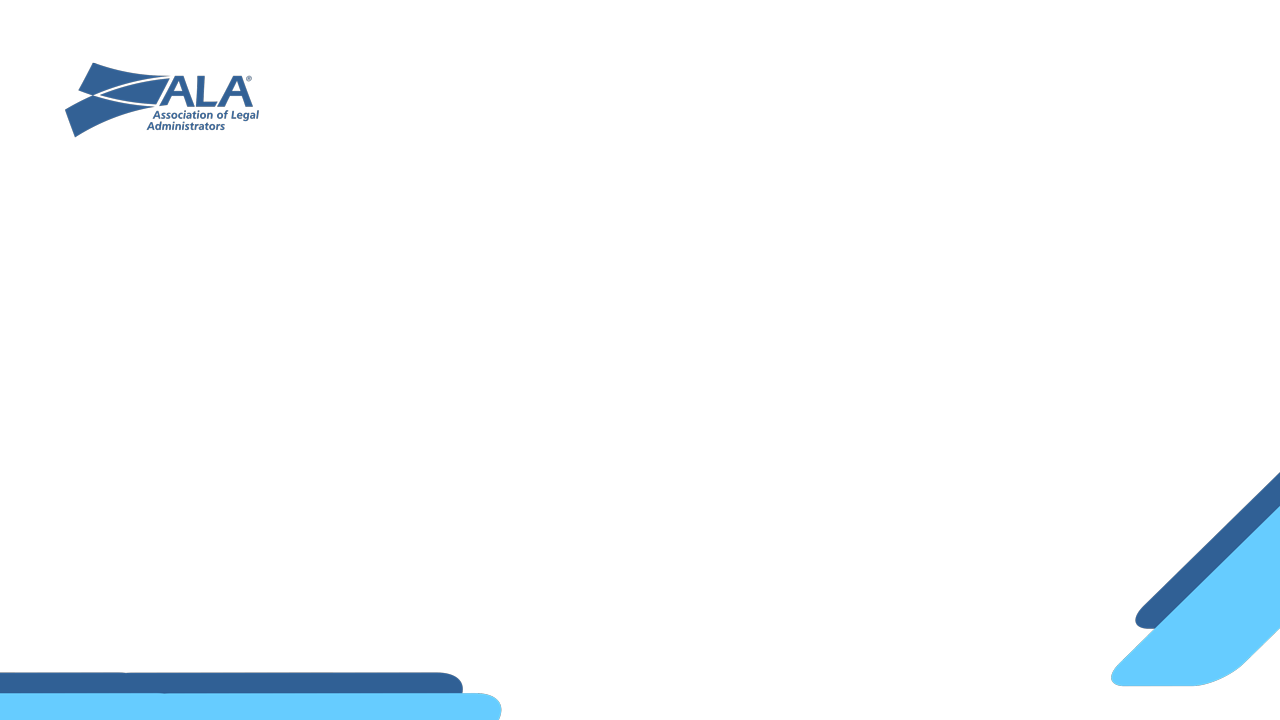 ALA®
Association of Legal
Administrators